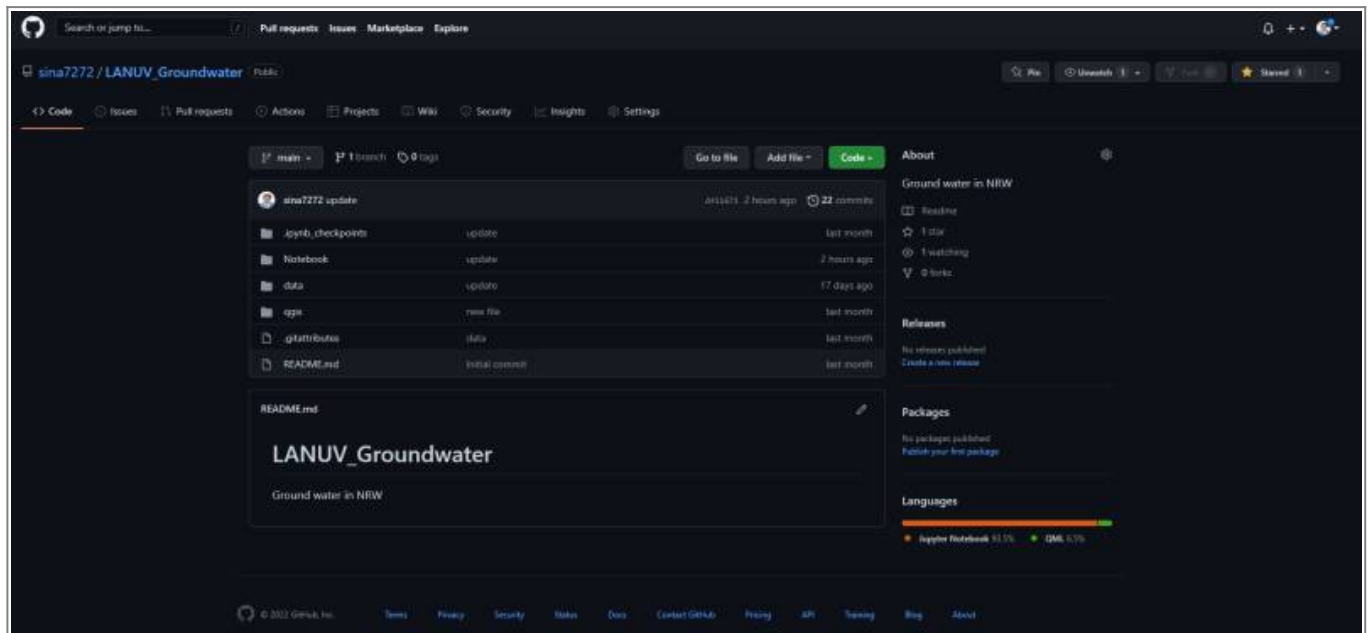 Search or jump to... /
Pull requests Issues Marketplace Explore
sina7272 / LANUV_Groundwater Public
Pin Unwatch 1 Starred 1
Code Issues Pull requests Actions Projects Wiki Security Insights Settings
main 1 branch 0 tags Go to file Add file Code
sina7272 update 2 hours ago 22 commits
.ipynb_checkpoints update last month
Notebook update 2 hours ago
data update 17 days ago
qgis new file last month
.gitattributes data last month
README.md Initial commit last month
README.md
LANUV_Groundwater
Ground water in NRW
About
Ground water in NRW
Readme
1 star
1 watching
0 forks
Releases
No releases published
Create a new release
Packages
No packages published
Publish your first package
Languages
Jupyter Notebook 93.5% QML 6.5%
© 2022 GitHub, Inc. Terms Privacy Security Status Docs Contact GitHub Pricing API Training Blog About